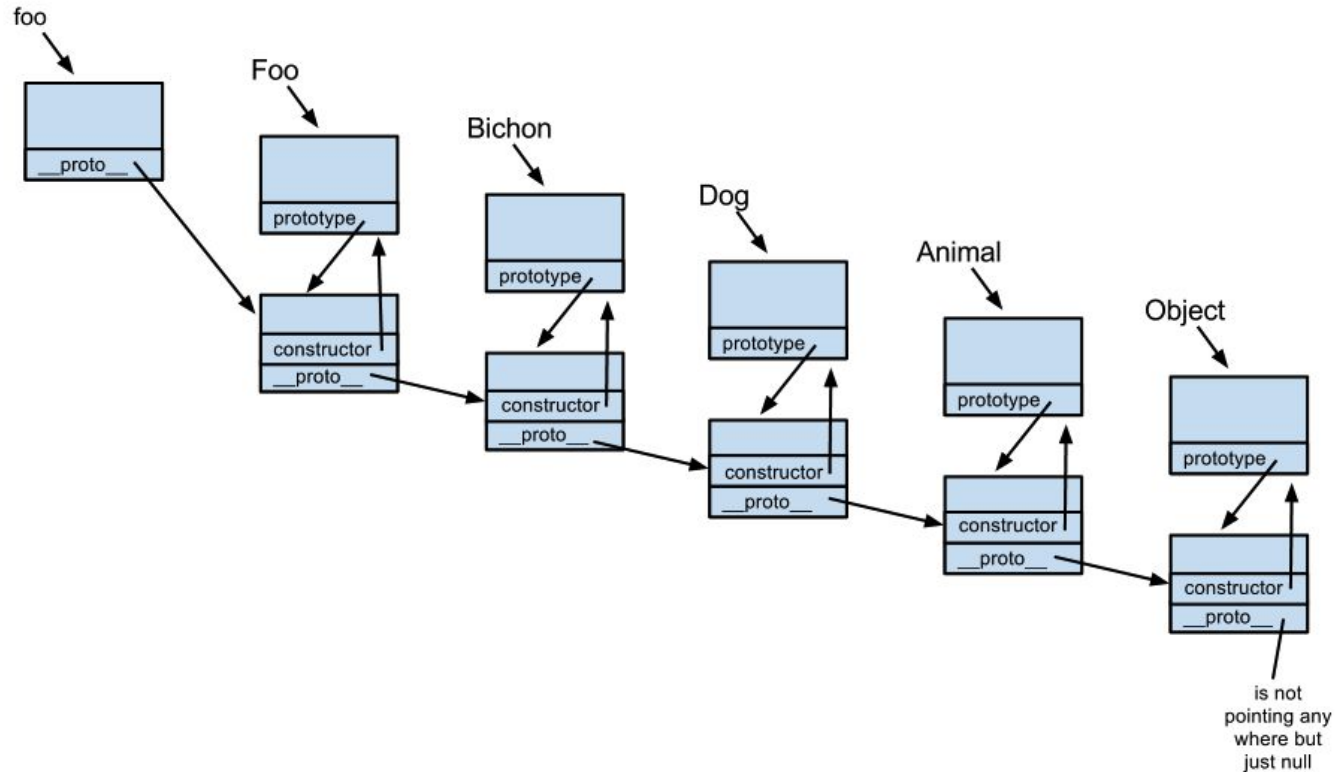 foo
__proto__
Foo
prototype
constructor
__proto__
Bichon
prototype
constructor
__proto__
Dog
prototype
constructor
__proto__
Animal
prototype
constructor
__proto__
Object
prototype
constructor
__proto__
is not
pointing any
where but
just null